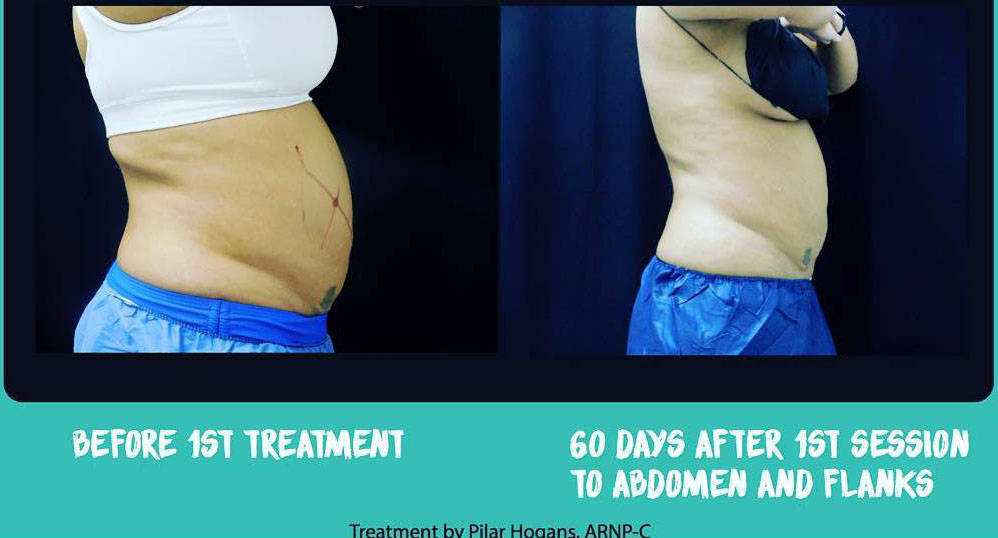 BEFORE 1ST TREATMENT
60 DAYS AFTER 1ST SESSION
TO ABDOMEN AND FLANKS
Treatment by Pilar Hogans, ARNP-C